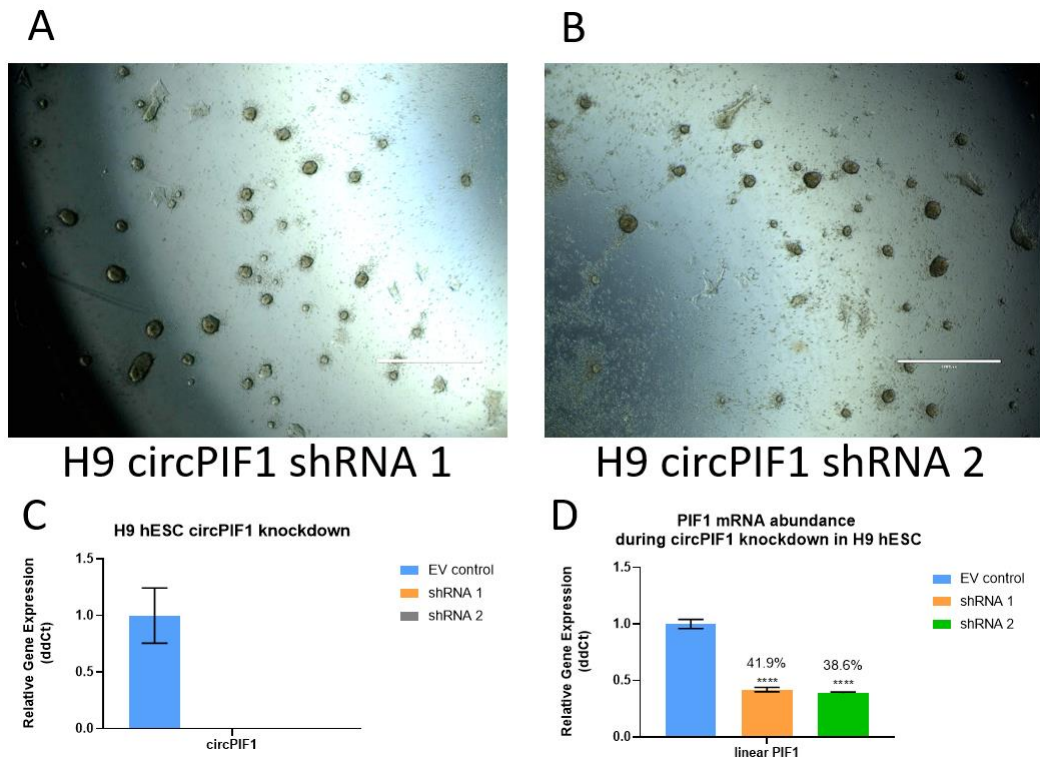 A
B
H9 circPIF1 shRNA 1
H9 circPIF1 shRNA 2
C
H9 hESC circPIF1 knockdown
Relative Gene Expression
(ddCt)
1.5
1.0
0.5
0.0
circPIF1
EV control
shRNA 1
shRNA 2
D
PIF1 mRNA abundance
during circPIF1 knockdown in H9 hESC
Relative Gene Expression
(ddCt)
1.5
1.0
0.5
0.0
41.9%
****
38.6%
****
linear PIF1
EV control
shRNA 1
shRNA 2